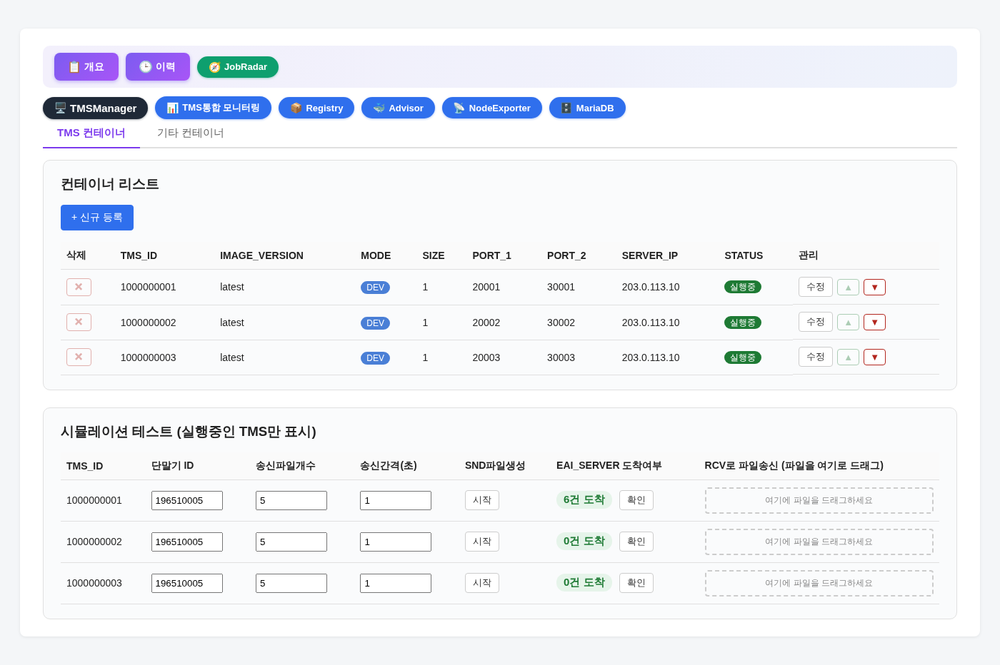 📋 개요 🕒 이력 🧭 JobRadar
🖥️ TMSManager 📊 TMS통합 모니터링 📦 Registry 🐳 Advisor 📡 NodeExporter 🗄️ MariaDB
TMS 컨테이너 기타 컨테이너
컨테이너 리스트
+ 신규 등록
삭제 TMS_ID IMAGE_VERSION MODE SIZE PORT_1 PORT_2 SERVER_IP STATUS 관리
❌ 1000000001 latest DEV 1 20001 30001 203.0.113.10 실행중 수정 ▲ ▼
❌ 1000000002 latest DEV 1 20002 30002 203.0.113.10 실행중 수정 ▲ ▼
❌ 1000000003 latest DEV 1 20003 30003 203.0.113.10 실행중 수정 ▲ ▼
시뮬레이션 테스트 (실행중인 TMS만 표시)
TMS_ID 단말기 ID 송신파일개수 송신간격(초) SND파일생성 EAI_SERVER 도착여부 RCV로 파일송신 (파일을 여기로 드래그)
1000000001 196510005 5 1 시작 6건 도착 확인 여기에 파일을 드래그하세요
1000000002 196510005 5 1 시작 0건 도착 확인 여기에 파일을 드래그하세요
1000000003 196510005 5 1 시작 0건 도착 확인 여기에 파일을 드래그하세요